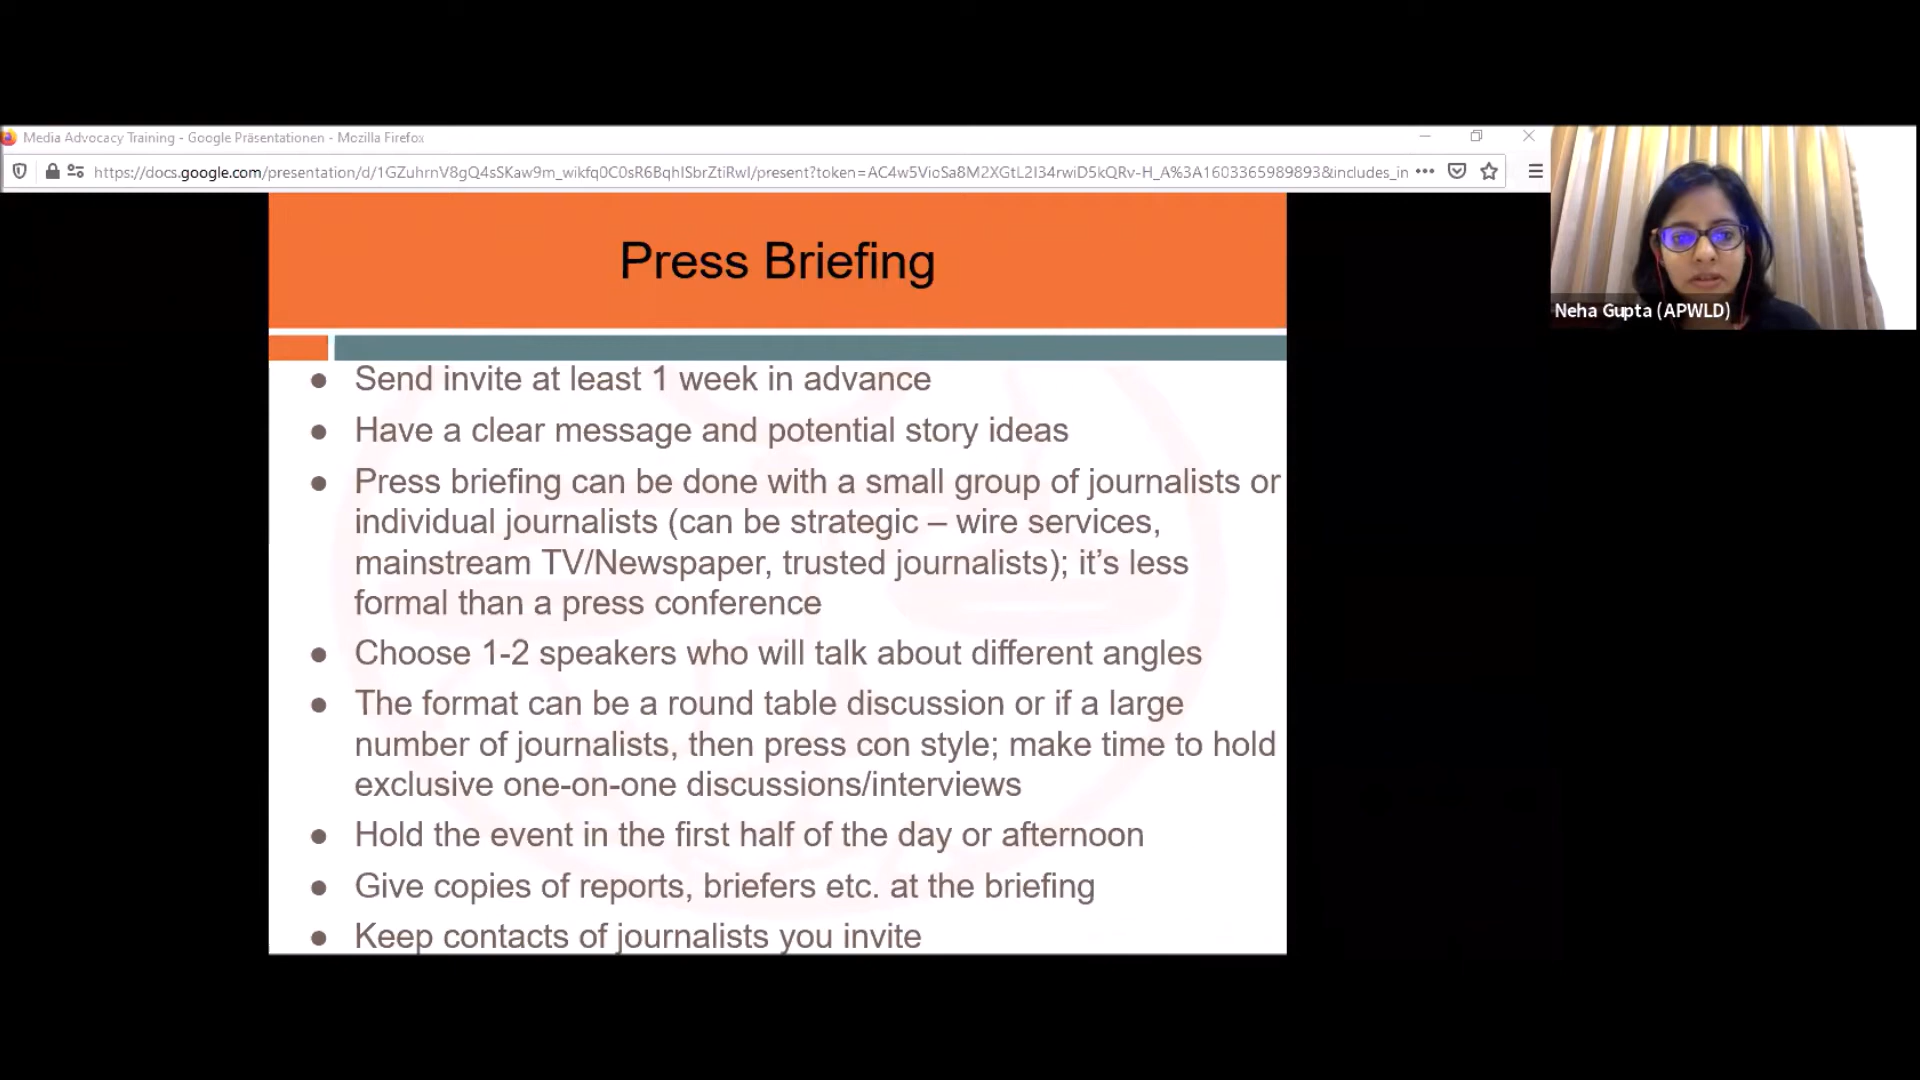 Media Advocacy Training - Google Präsentationen - Mozilla Firefox
https://docs.google.com/presentation/d/1GZuhrnV8gQ4sSKaw9m_wikfq0C0sR6BqhISbrZtiRwI/present?token=AC4w5VioSa8M2XGtL2I34rwiD5kQRv-H_A%3A1603365989893&includes_in
Press Briefing
Neha Gupta (APWLD)
● Send invite at least 1 week in advance
● Have a clear message and potential story ideas
● Press briefing can be done with a small group of journalists or
individual journalists (can be strategic – wire services,
mainstream TV/Newspaper, trusted journalists); it’s less
formal than a press conference
● Choose 1-2 speakers who will talk about different angles
● The format can be a round table discussion or if a large
number of journalists, then press con style; make time to hold
exclusive one-on-one discussions/interviews
● Hold the event in the first half of the day or afternoon
● Give copies of reports, briefers etc. at the briefing
● Keep contacts of journalists you invite